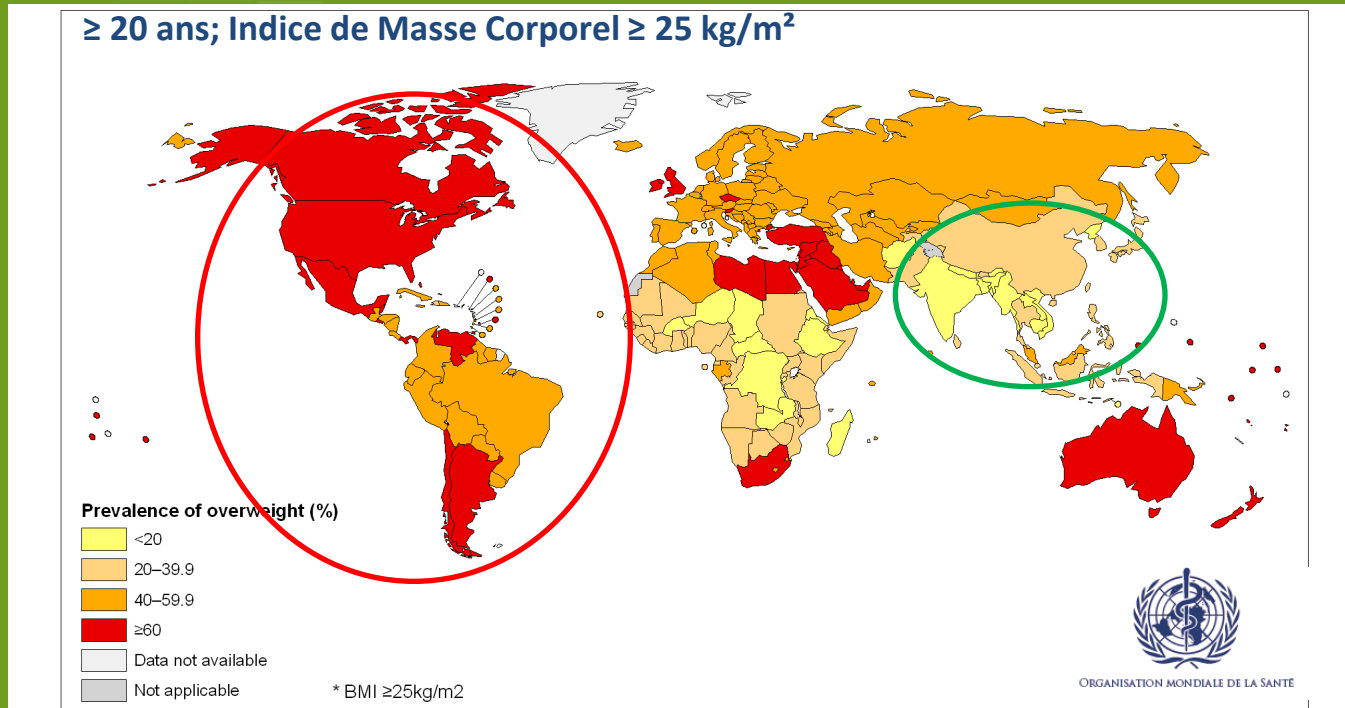 ≥ 20 ans; Indice de Masse Corporel ≥ 25 kg/m²
Prevalence of overweight (%)
<20
20–39.9
40–59.9
≥60
Data not available
Not applicable
* BMI ≥25kg/m2
ORGANISATION MONDIALE DE LA SANTÉ